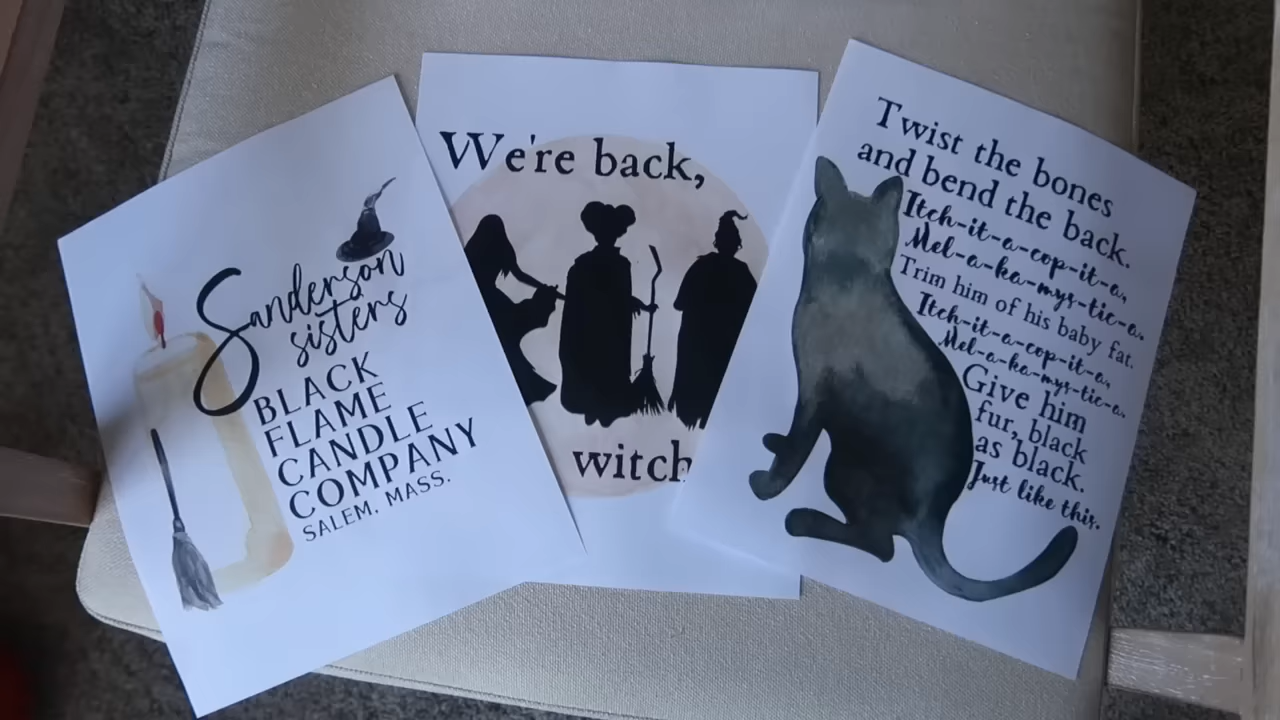 Sanderson
sisters
BLACK
FLAME
CANDLE
COMPANY
SALEM, MASS.
We're back,
witch
Twist the bones
and bend the back.
Itch-it-a-cop-it-a,
Mel-a-ka-mys-tic-a.
Trim him of his baby fat.
Itch-it-a-cop-it-a,
Mel-a-ka-mys-tic-a.
Give him
fur, black
as black.
Just like this.